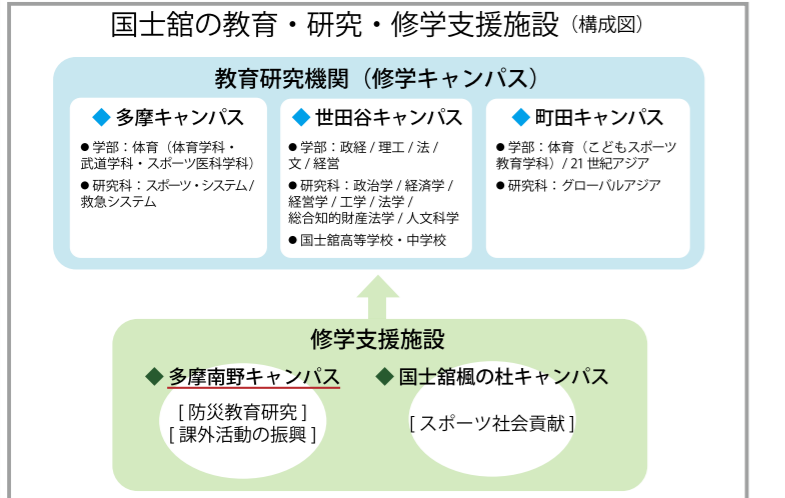 国士舘の教育・研究・修学支援施設（構成図）
教育研究機関（修学キャンパス）
◆ 多摩キャンパス
● 学部：体育（体育学科・
武道学科・スポーツ医科学科）
● 研究科：スポーツ・システム /
救急システム
◆ 世田谷キャンパス
● 学部：政経 / 理工 / 法 /
文 / 経営
● 研究科：政治学 / 経済学 /
経営学 / 工学 / 法学 /
総合知的財産法学 / 人文科学
● 国士舘高等学校・中学校
◆ 町田キャンパス
● 学部：体育（こどもスポーツ
教育学科）/ 21 世紀アジア
● 研究科：グローバルアジア
修学支援施設
◆ 多摩南野キャンパス
[ 防災教育研究 ]
[ 課外活動の振興 ]
◆ 国士舘楓の杜キャンパス
[ スポーツ社会貢献 ]